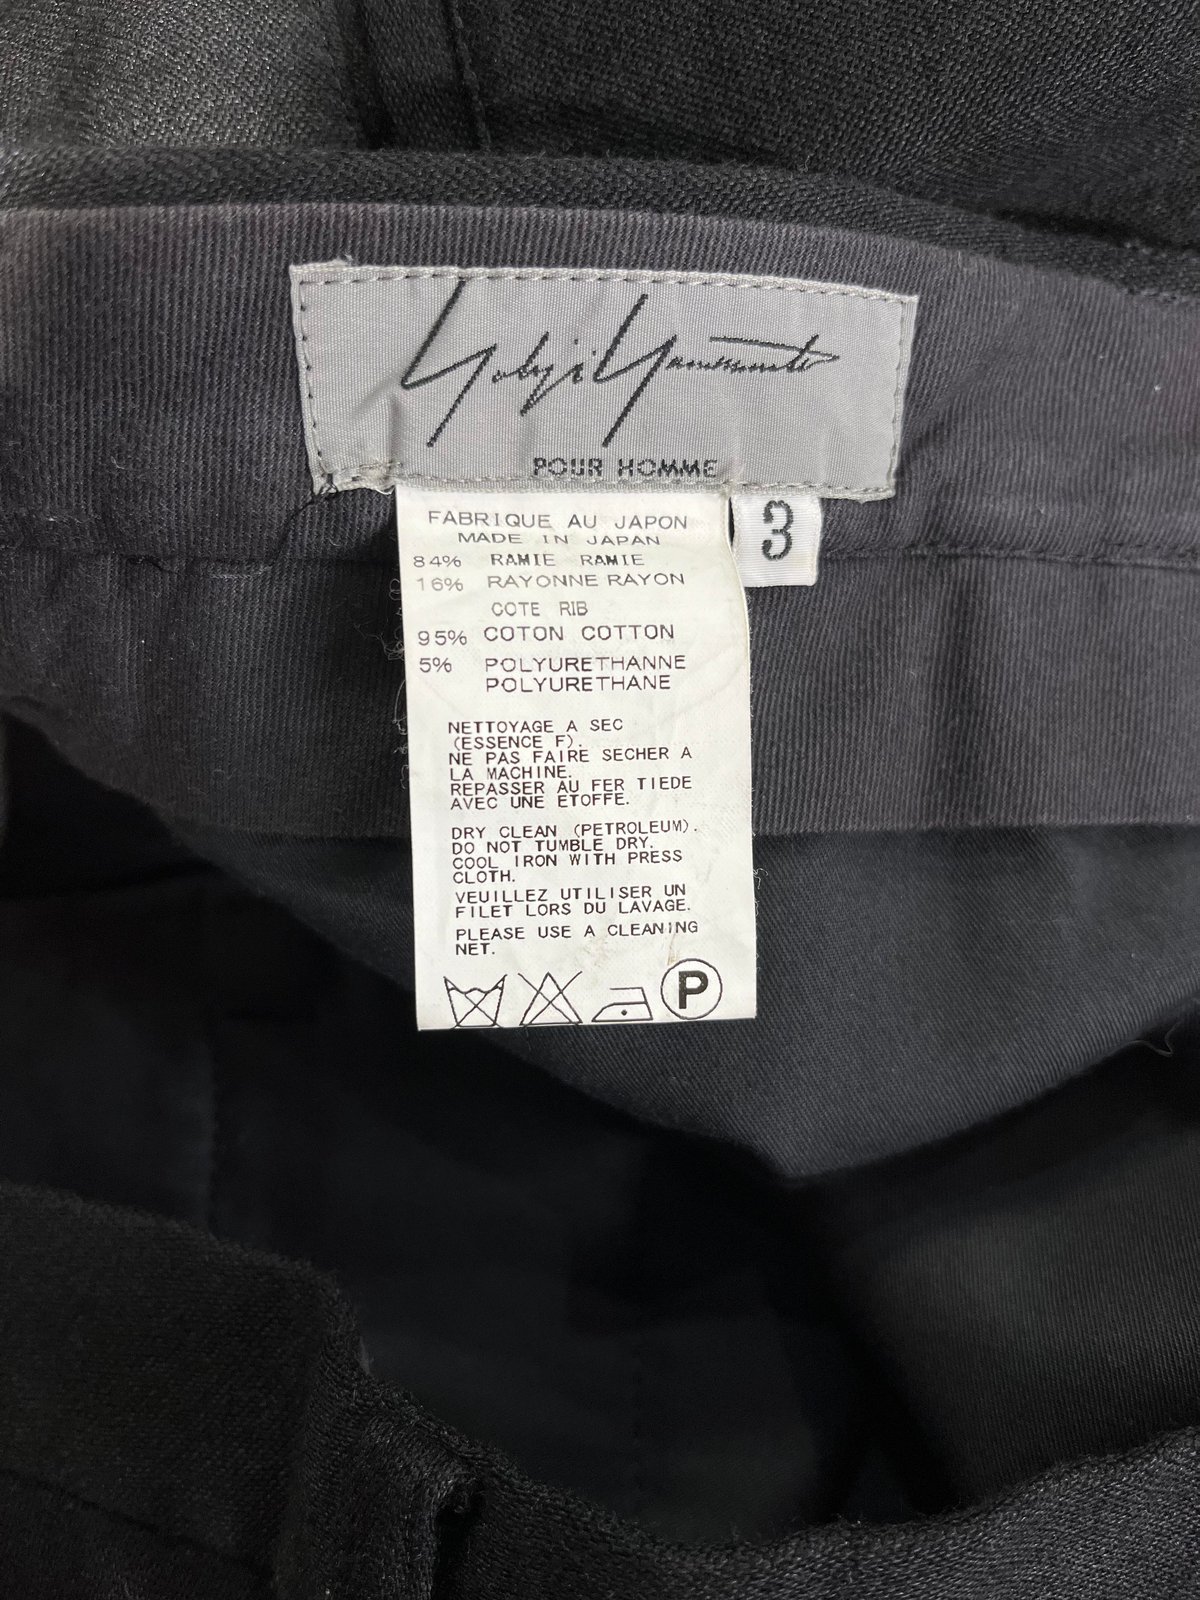 Yohji Yamamoto
POUR HOMME
3
FABRIQUE AU JAPON
MADE IN JAPAN
84% RAMIE RAMIE
16% RAYONNE RAYON
COTE RIB
95% COTON COTTON
5% POLYURETHANNE
POLYURETHANE
NETTOYAGE A SEC
(ESSENCE F).
NE PAS FAIRE SECHER A
LA MACHINE.
REPASSER AU FER TIEDE
AVEC UNE ETOFFE.
DRY CLEAN (PETROLEUM).
DO NOT TUMBLE DRY.
COOL IRON WITH PRESS
CLOTH.
VEUILLEZ UTILISER UN
FILET LORS DU LAVAGE.
PLEASE USE A CLEANING
NET.
P